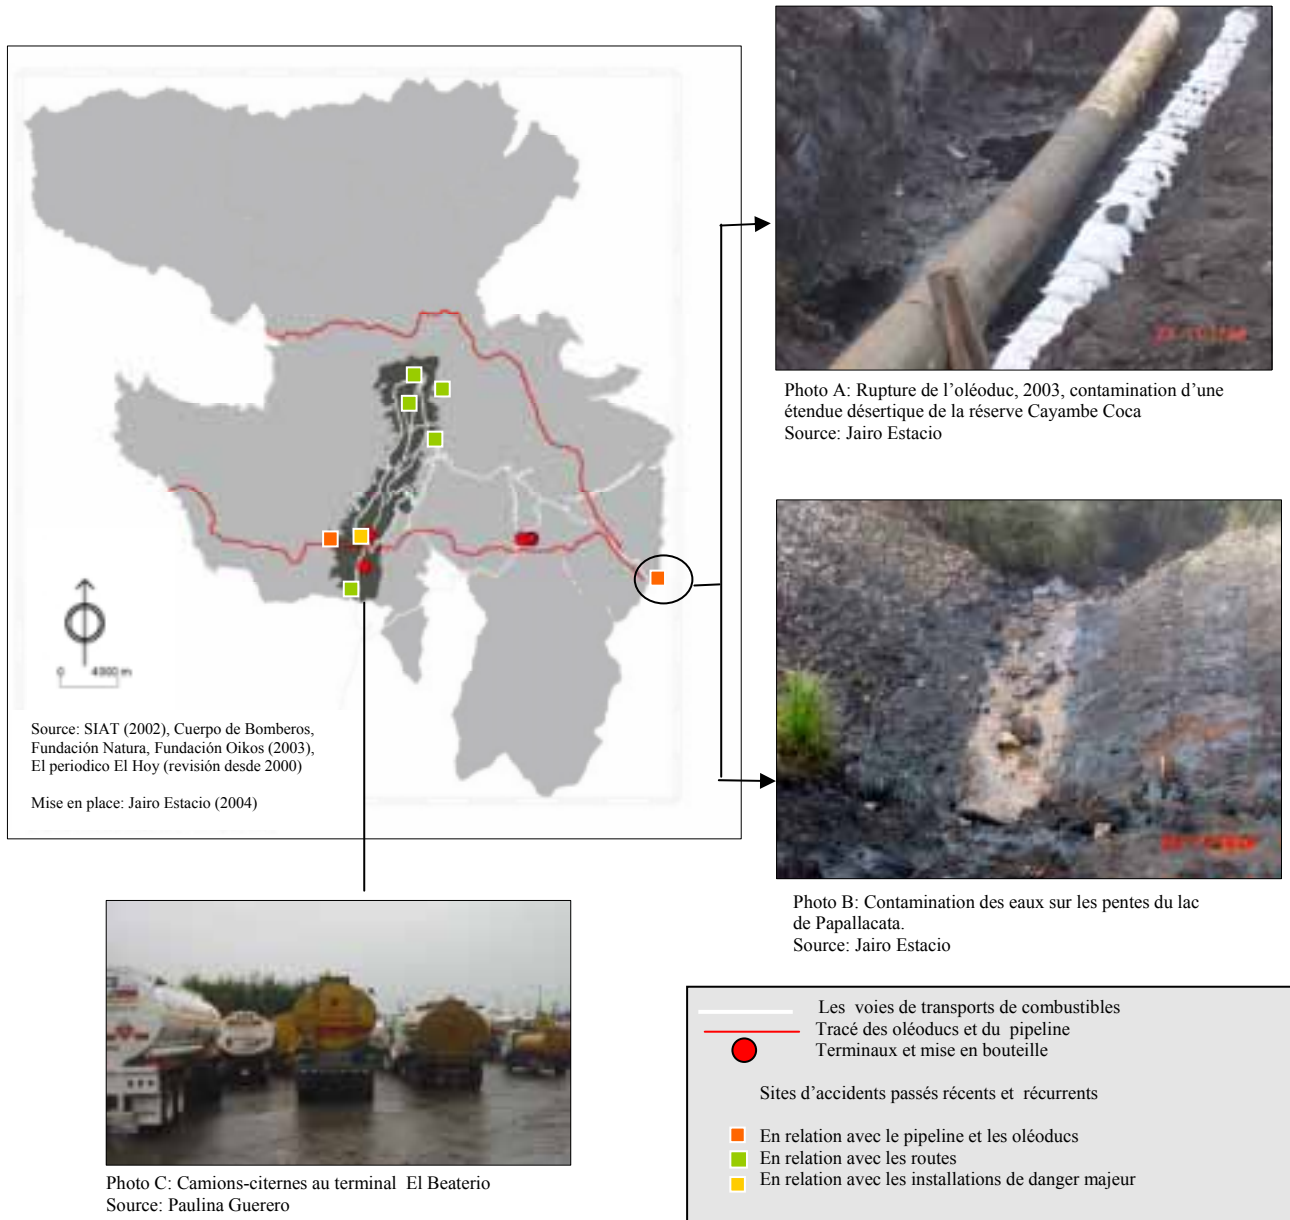 Photo A: Rupture de l’oléoduc, 2003, contamination d’une
étendue désertique de la réserve Cayambe Coca
Source: Jairo Estacio
0 4900 m
Source: SIAT (2002), Cuerpo de Bomberos,
Fundación Natura, Fundación Oikos (2003),
El periodico El Hoy (revisión desde 2000)
Mise en place: Jairo Estacio (2004)
Photo B: Contamination des eaux sur les pentes du lac
de Papallacata.
Source: Jairo Estacio
Photo C: Camions-citernes au terminal El Beaterio
Source: Paulina Guerero
Les voies de transports de combustibles
Tracé des oléoducs et du pipeline
Terminaux et mise en bouteille
Sites d’accidents passés récents et récurrents
En relation avec le pipeline et les oléoducs
En relation avec les routes
En relation avec les installations de danger majeur